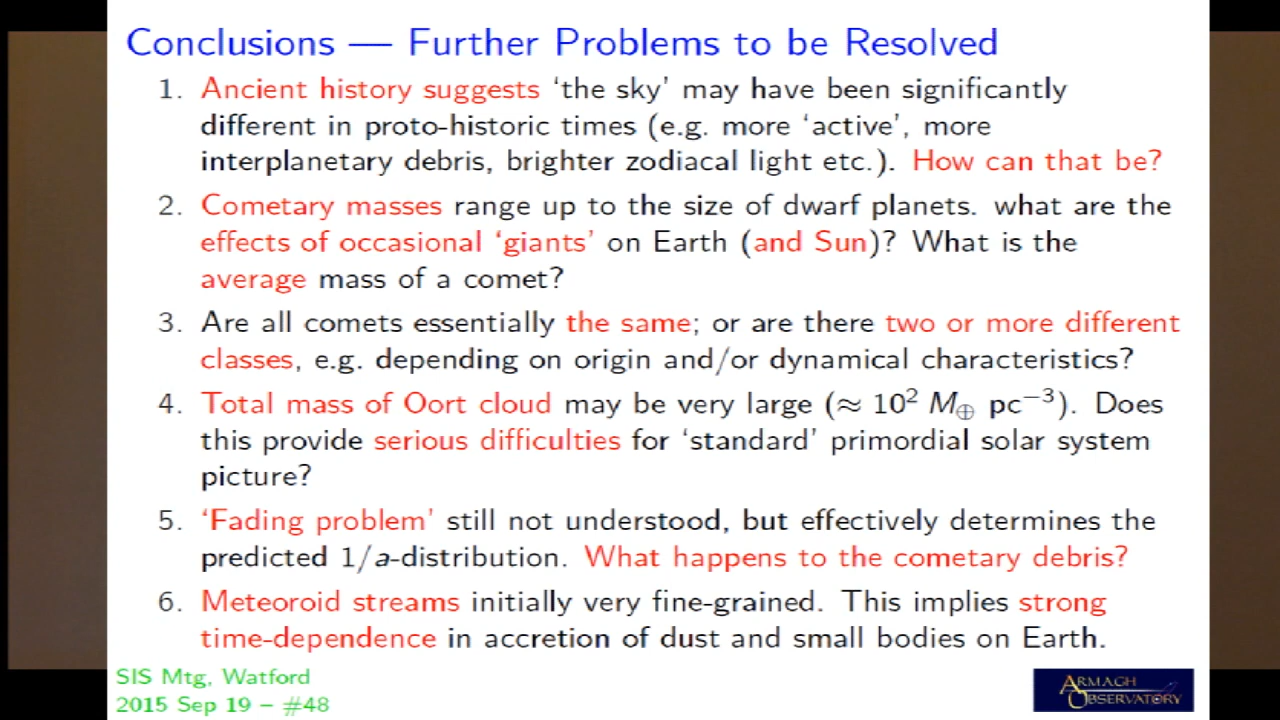 Conclusions — Further Problems to be Resolved
1. Ancient history suggests ‘the sky’ may have been significantly
different in proto-historic times (e.g. more ‘active’, more
interplanetary debris, brighter zodiacal light etc.). How can that be?
2. Cometary masses range up to the size of dwarf planets. what are the
effects of occasional ‘giants’ on Earth (and Sun)? What is the
average mass of a comet?
3. Are all comets essentially the same; or are there two or more different
classes, e.g. depending on origin and/or dynamical characteristics?
4. Total mass of Oort cloud may be very large (≈ 10² M⊕ pc⁻³). Does
this provide serious difficulties for ‘standard’ primordial solar system
picture?
5. ‘Fading problem’ still not understood, but effectively determines the
predicted 1/a-distribution. What happens to the cometary debris?
6. Meteoroid streams initially very fine-grained. This implies strong
time-dependence in accretion of dust and small bodies on Earth.
SIS Mtg, Watford
2015 Sep 19 – #48
ARMAGH
OBSERVATORY